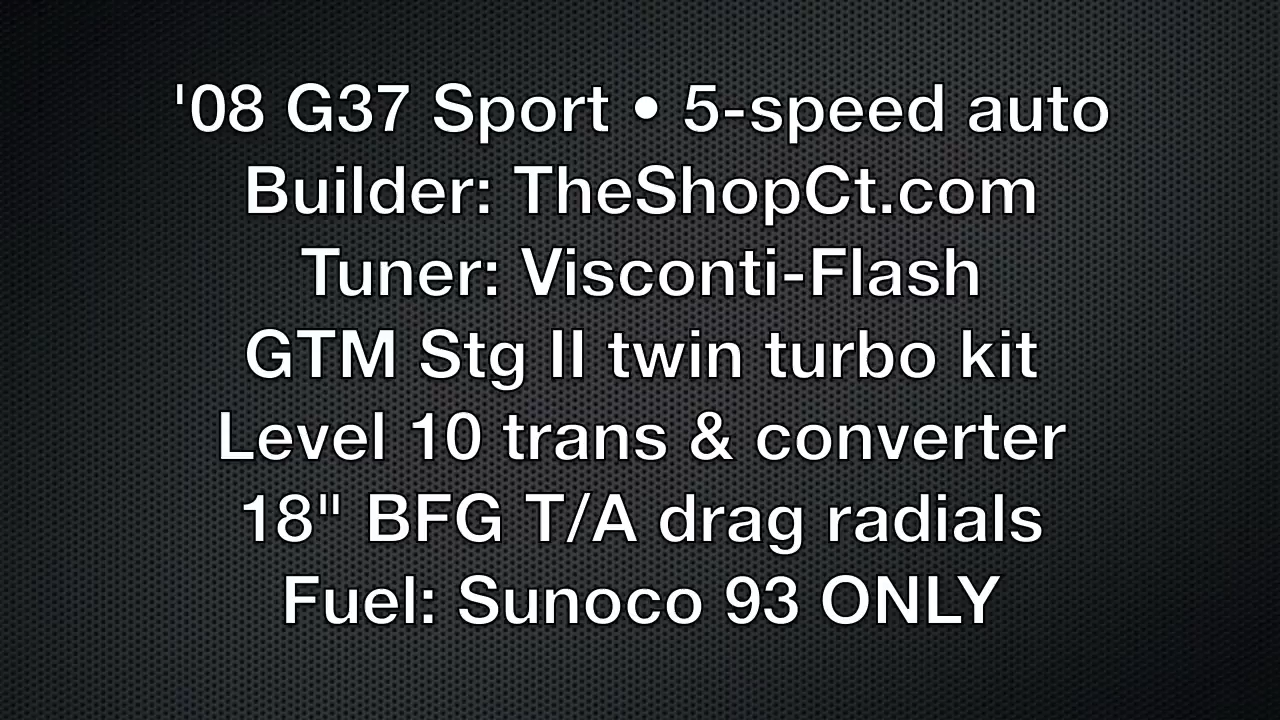 '08 G37 Sport • 5-speed auto
Builder: TheShopCt.com
Tuner: Visconti-Flash
GTM Stg II twin turbo kit
Level 10 trans & converter
18" BFG T/A drag radials
Fuel: Sunoco 93 ONLY